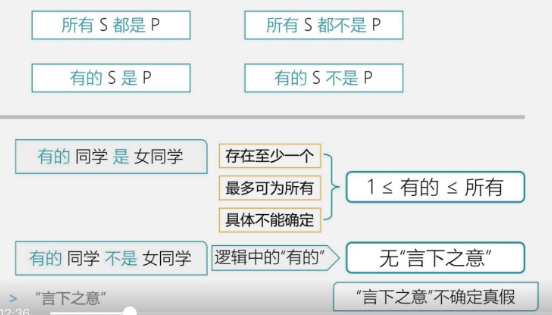 所有 S 都是 P
所有 S 都不是 P
有的 S 是 P
有的 S 不是 P
有的 同学 是 女同学
存在至少一个
最多可为所有
具体不能确定
1 ≤ 有的 ≤ 所有
有的 同学 不是 女同学
逻辑中的“有的”
无“言下之意”
> “言下之意”
“言下之意”不确定真假
12:36